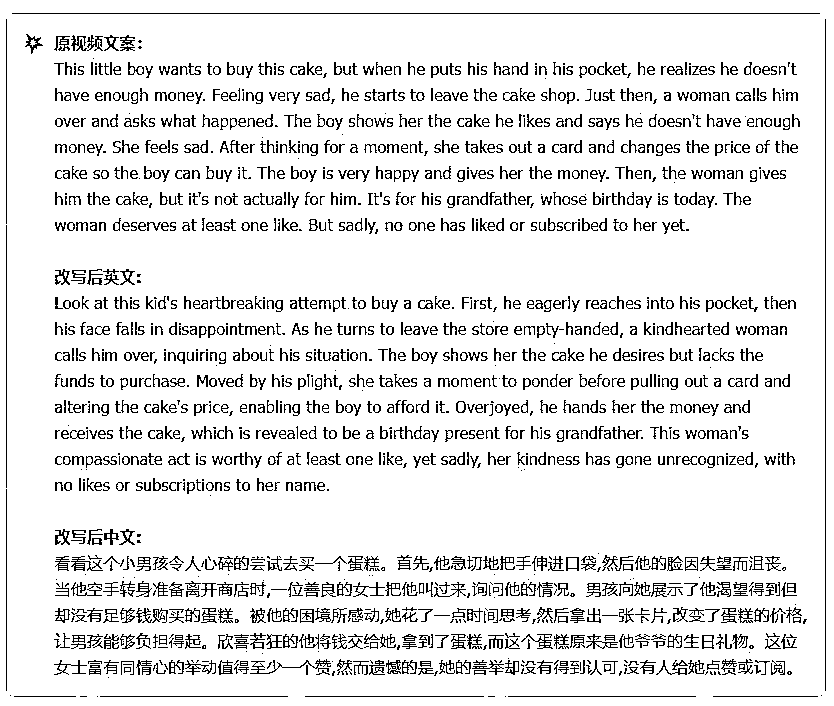 原视频文案:
This little boy wants to buy this cake, but when he puts his hand in his pocket, he realizes he doesn't
have enough money. Feeling very sad, he starts to leave the cake shop. Just then, a woman calls him
over and asks what happened. The boy shows her the cake he likes and says he doesn't have enough
money. She feels sad. After thinking for a moment, she takes out a card and changes the price of the
cake so the boy can buy it. The boy is very happy and gives her the money. Then, the woman gives
him the cake, but it's not actually for him. It's for his grandfather, whose birthday is today. The
woman deserves at least one like. But sadly, no one has liked or subscribed to her yet.
改写后英文:
Look at this kid's heartbreaking attempt to buy a cake. First, he eagerly reaches into his pocket, then
his face falls in disappointment. As he turns to leave the store empty-handed, a kindhearted woman
calls him over, inquiring about his situation. The boy shows her the cake he desires but lacks the
funds to purchase. Moved by his plight, she takes a moment to ponder before pulling out a card and
altering the cake's price, enabling the boy to afford it. Overjoyed, he hands her the money and
receives the cake, which is revealed to be a birthday present for his grandfather. This woman's
compassionate act is worthy of at least one like, yet sadly, her kindness has gone unrecognized, with
no likes or subscriptions to her name.
改写后中文:
看看这个小男孩令人心碎的尝试去买一个蛋糕。首先,他急切地把手伸进口袋,然后他的脸因失望而沮丧。
当他空手转身准备离开商店时,一位善良的女士把他叫过来,询问他的情况。男孩向她展示了他渴望得到但
却没有足够钱购买的蛋糕。被他的困境所感动,她花了一点时间思考,然后拿出一张卡片,改变了蛋糕的价格,
让男孩能够负担得起。欣喜若狂的他将钱交给她,拿到了蛋糕,而这个蛋糕原来是他爷爷的生日礼物。这位
女士富有同情心的举动值得至少一个赞,然而遗憾的是,她的善举却没有得到认可,没有人给她点赞或订阅。